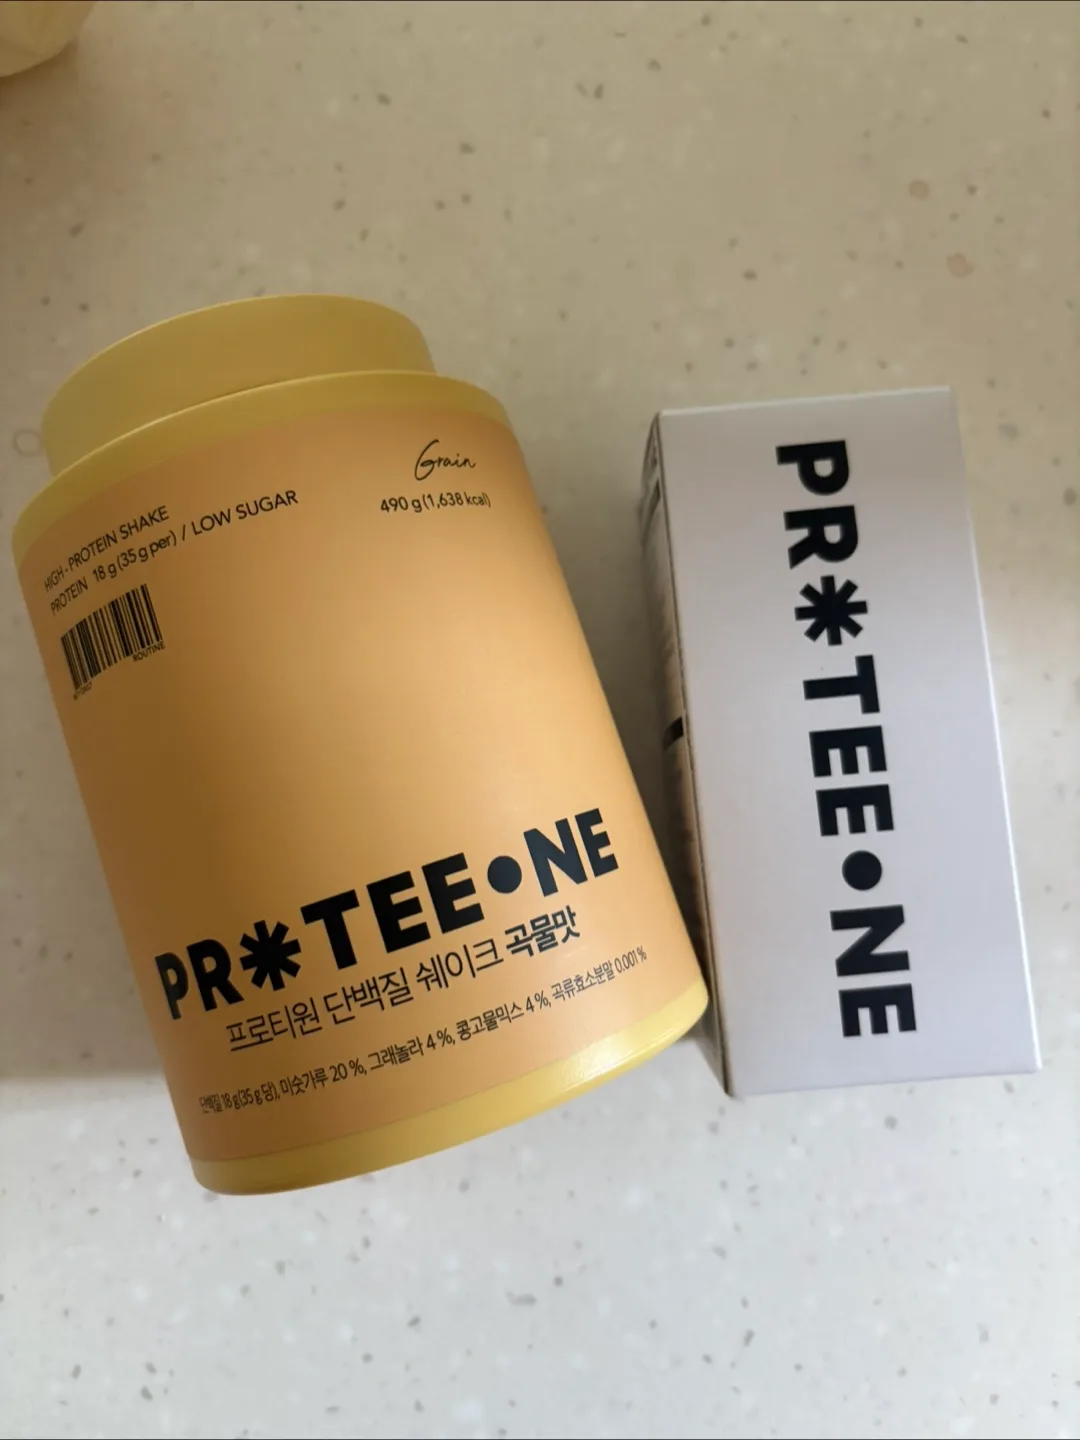 Grain
490 g (1,638 kcal)
HIGH - PROTEIN SHAKE
PROTEIN 18 g (35 g per) / LOW SUGAR
ROUTINE
PR*TEE●NE
프로티원 단백질 쉐이크 곡물맛
단백질 18 g(35 g당), 미숫가루 20 %, 그래놀라 4 %, 콩고물믹스 4 %, 곡류효소분말 0.001 %
PR*TEE●NE